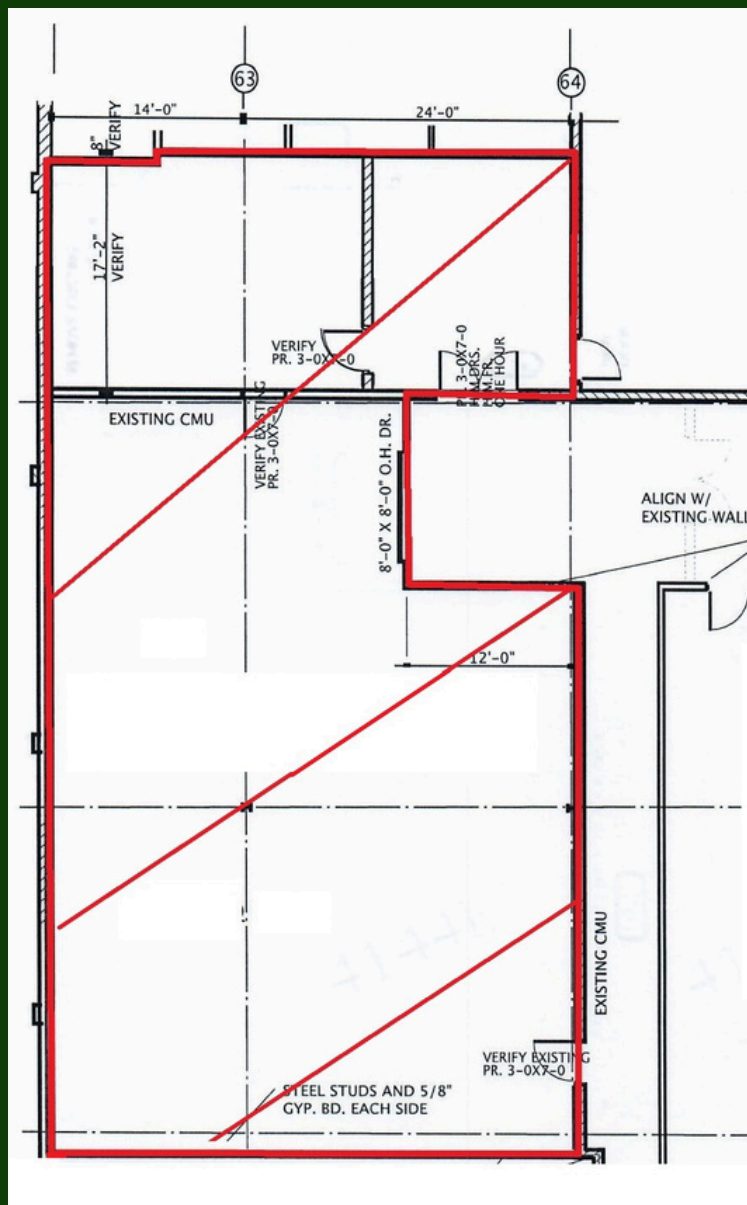 63
64
14'-0"
24'-0"
8"
VERIFY
17'-2"
VERIFY
VERIFY
PR. 3-0X7-0
PR. 3-0X7-0
H.M.DRS.
H.M.FR.
ONE HOUR
EXISTING CMU
VERIFY EXISTING
PR. 3-0X7-0
8'-0" X 8'-0" O.H. DR.
ALIGN W/
EXISTING WALL
12'-0"
EXISTING CMU
VERIFY EXISTING
PR. 3-0X7-0
STEEL STUDS AND 5/8"
GYP. BD. EACH SIDE